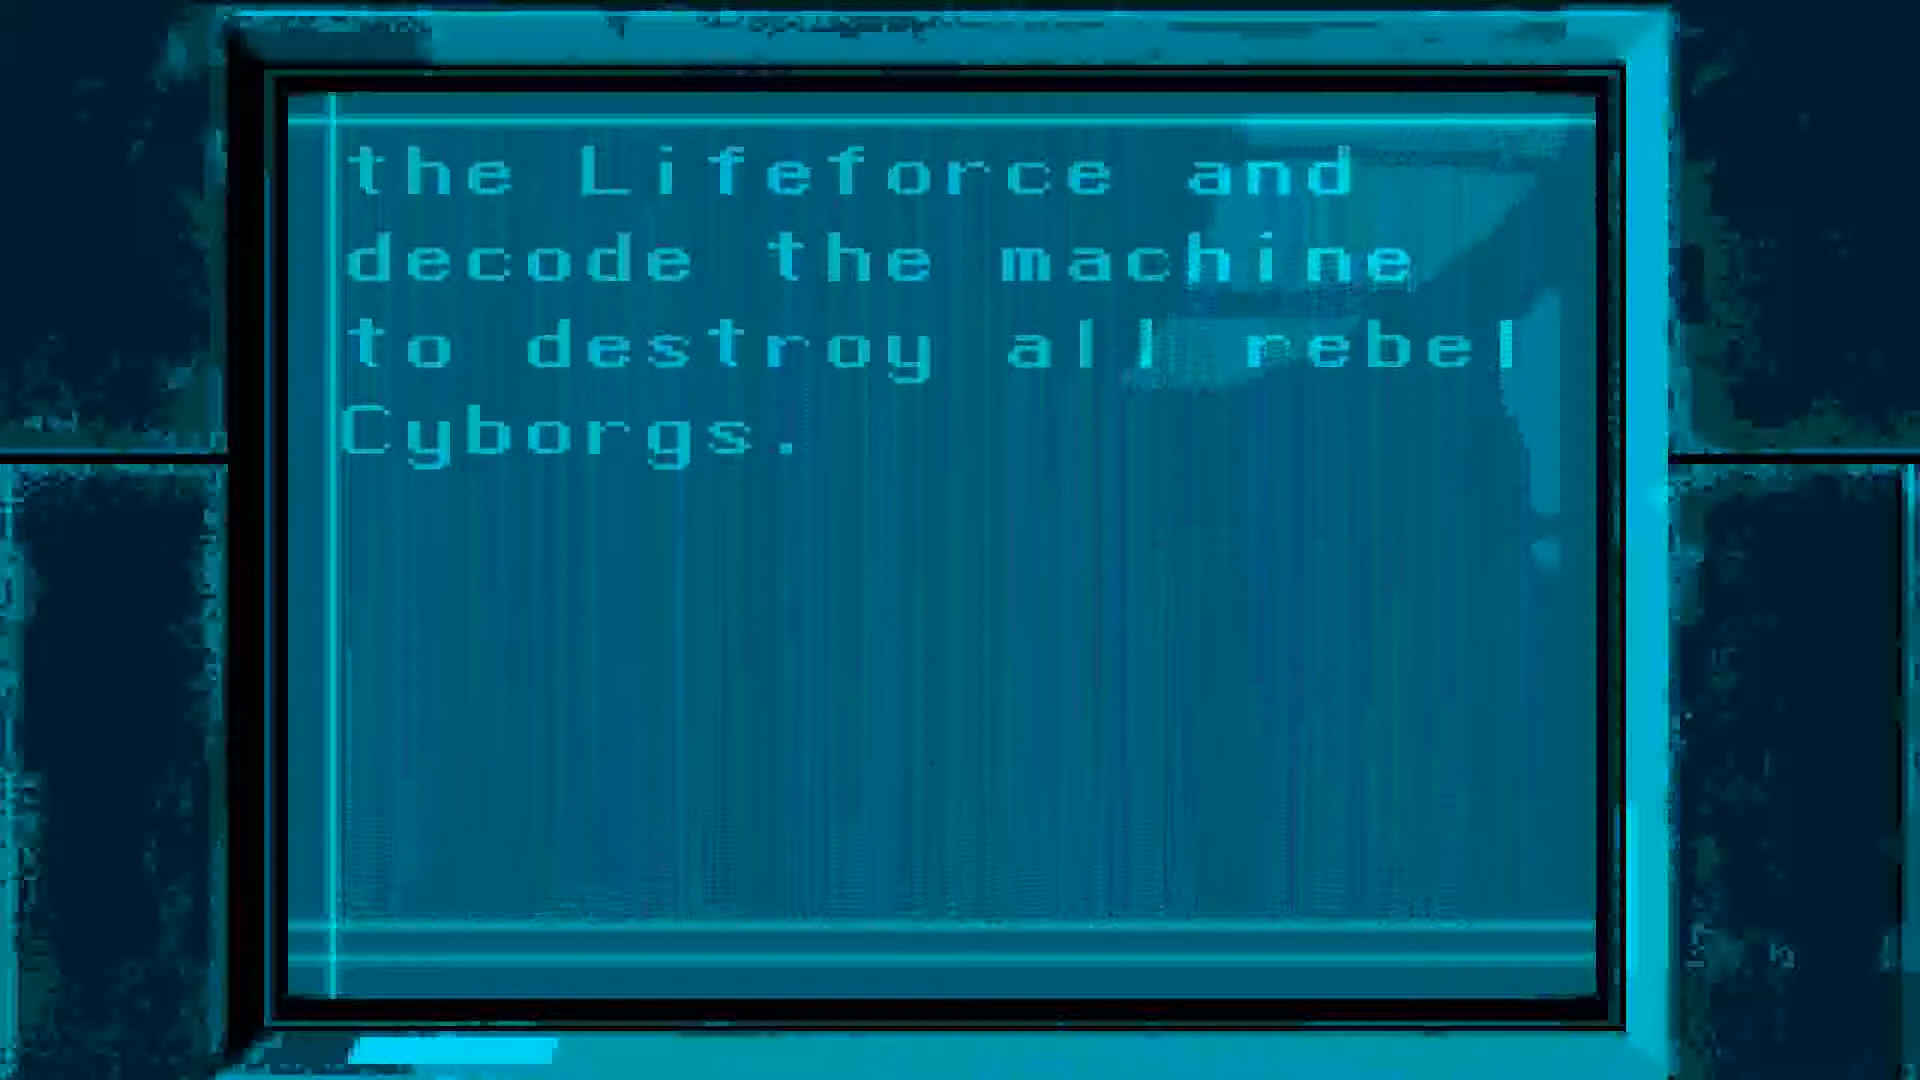 the Lifeforce and
decode the machine
to destroy all rebel
Cyborgs.